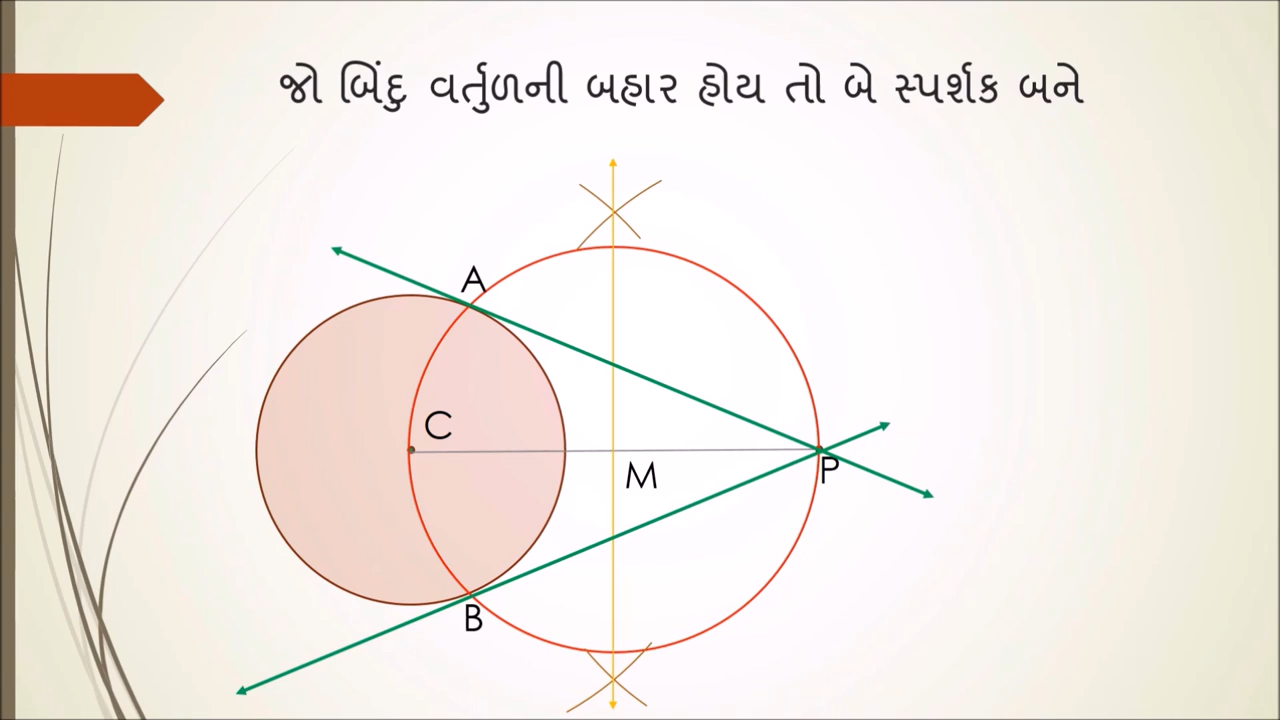 જો બિંદુ વર્તુળની બહાર હોય તો બે સ્પર્શક બને
A
C
M
P
B